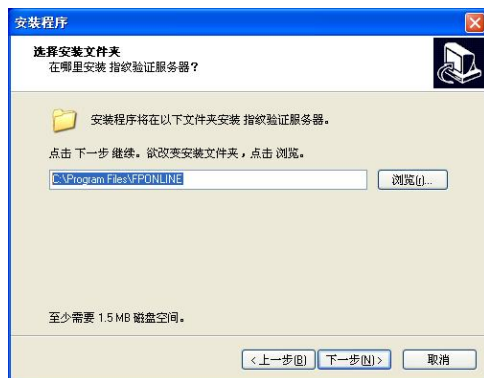 安装程序
选择安装文件夹
在哪里安装 指纹验证服务器？
安装程序将在以下文件夹安装 指纹验证服务器。
点击 下一步 继续。欲改变安装文件夹，点击 浏览。
C:\Program Files\FPONLINE
浏览(r)...
至少需要 1.5 MB 磁盘空间。
<上一步(B) 下一步(N)> 取消